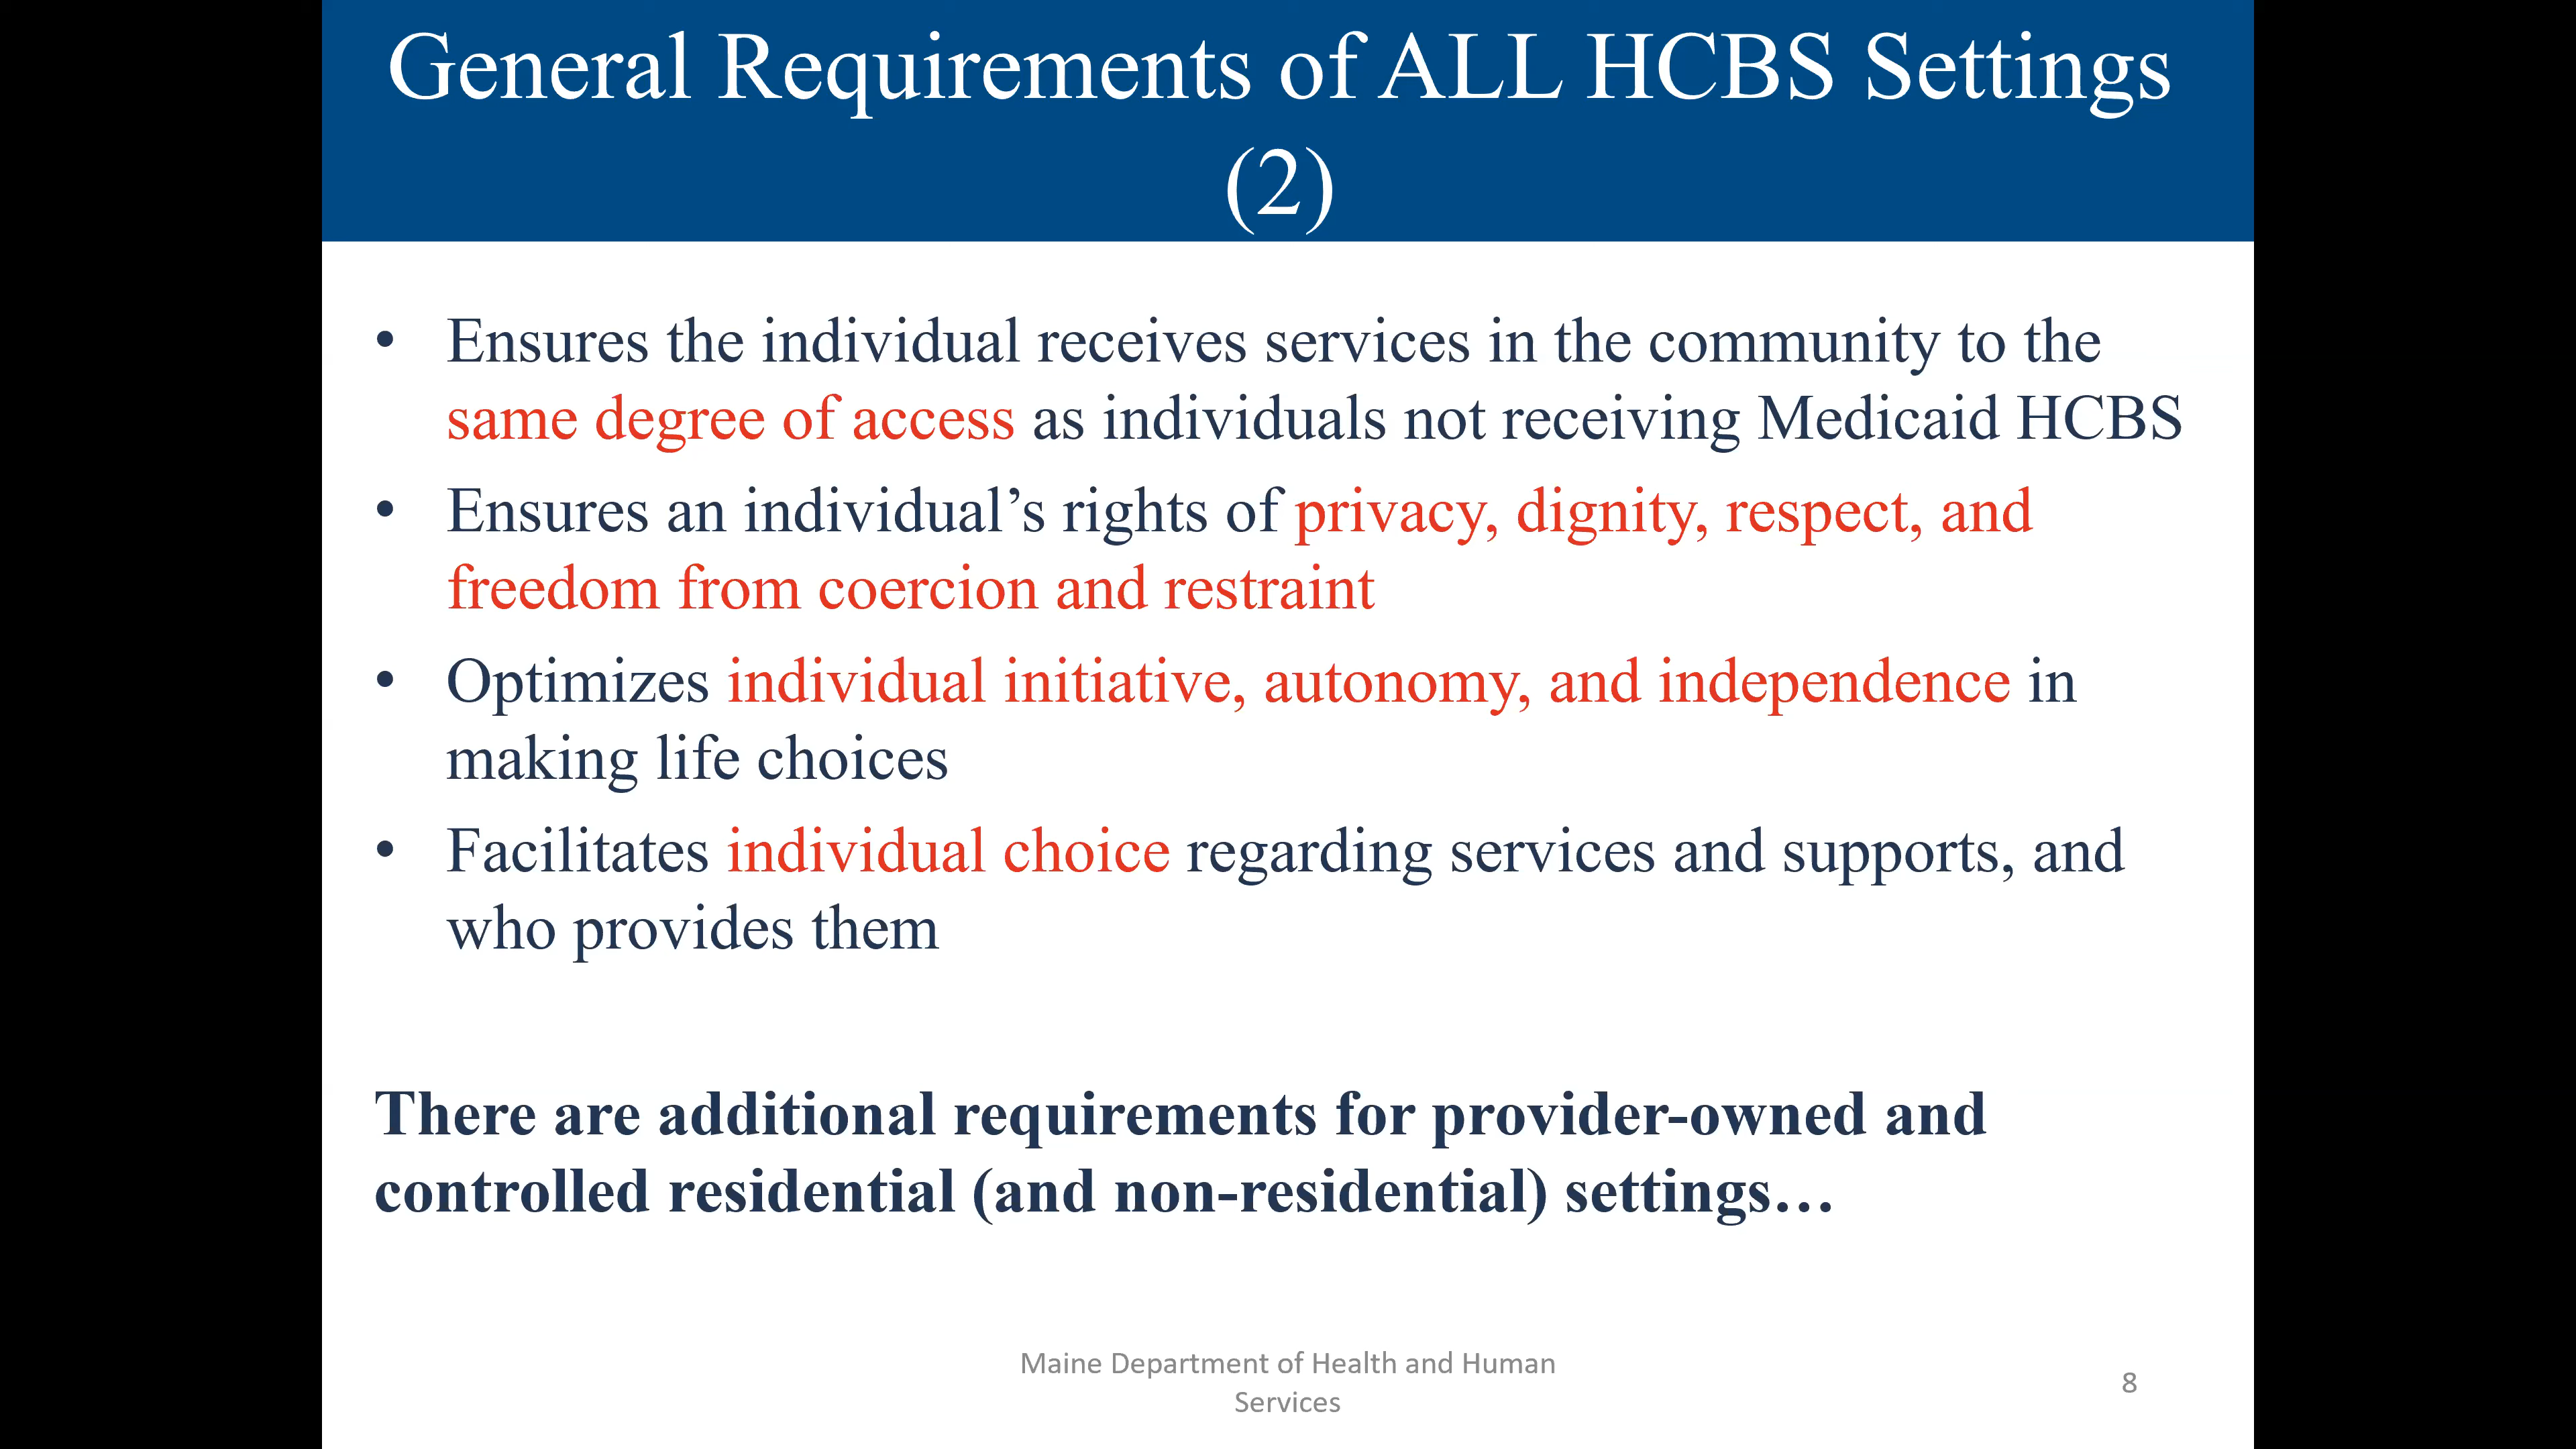 General Requirements of ALL HCBS Settings
(2)
• Ensures the individual receives services in the community to the
same degree of access as individuals not receiving Medicaid HCBS
• Ensures an individual’s rights of privacy, dignity, respect, and
freedom from coercion and restraint
• Optimizes individual initiative, autonomy, and independence in
making life choices
• Facilitates individual choice regarding services and supports, and
who provides them
There are additional requirements for provider-owned and
controlled residential (and non-residential) settings…
Maine Department of Health and Human
Services
8